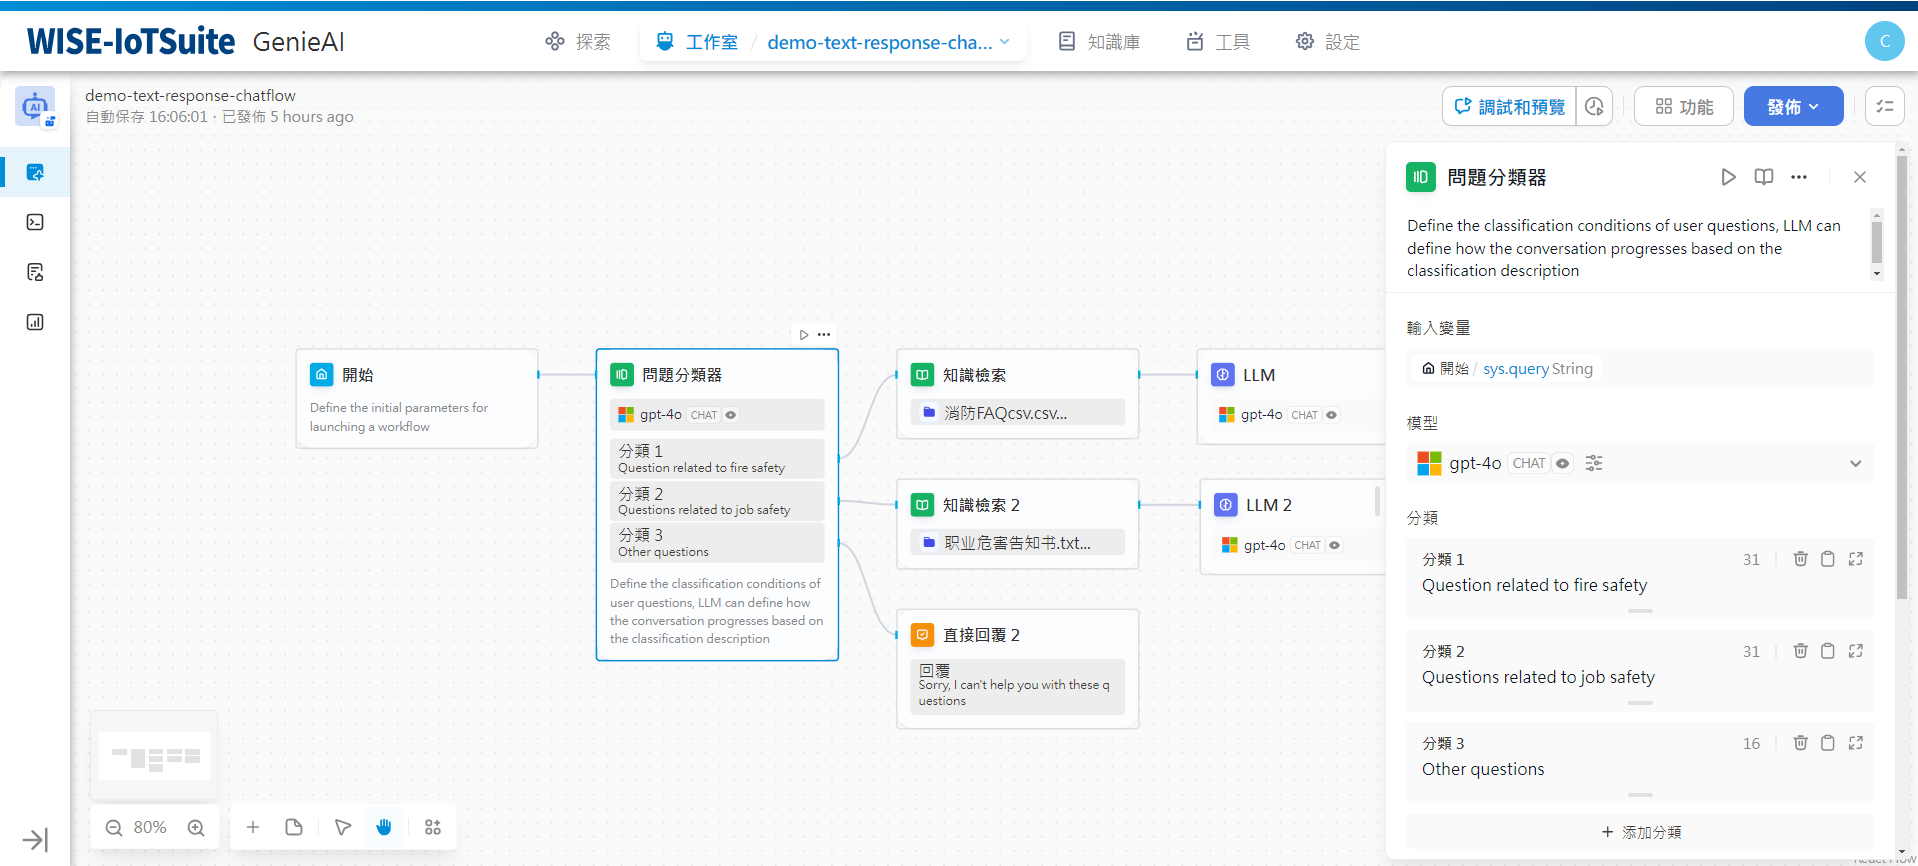 WISE-IoTSuite GenieAI
探索
工作室 / demo-text-response-cha...
知識庫
工具
設定
C
demo-text-response-chatflow
自動保存 16:06:01 · 已發佈 5 hours ago
調試和預覽
功能
發佈
開始
Define the initial parameters for
launching a workflow
問題分類器
gpt-4o CHAT
分類 1
Question related to fire safety
分類 2
Questions related to job safety
分類 3
Other questions
Define the classification conditions of
user questions, LLM can define how
the conversation progresses based on
the classification description
知識檢索
消防FAQcsv.csv...
知識檢索 2
职业危害告知书.txt...
直接回覆 2
回覆
Sorry, I can't help you with these q
uestions
LLM
gpt-4o CHAT
LLM 2
gpt-4o CHAT
問題分類器
Define the classification conditions of user questions, LLM can
define how the conversation progresses based on the
classification description
輸入變量
開始 / sys.query String
模型
gpt-4o CHAT
分類
分類 1 31
Question related to fire safety
分類 2 31
Questions related to job safety
分類 3 16
Other questions
+ 添加分類
80%
React Flow